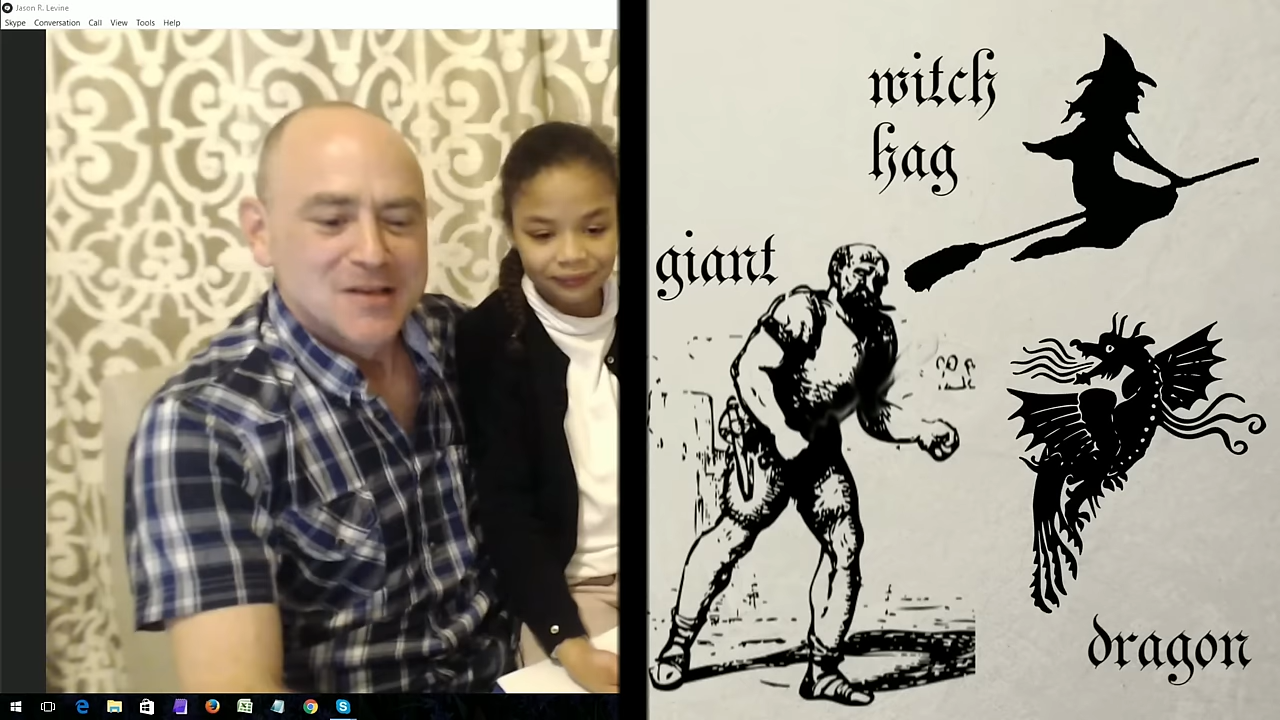 Jason R. Levine
Skype Conversation Call View Tools Help
witch
hag
giant
dragon